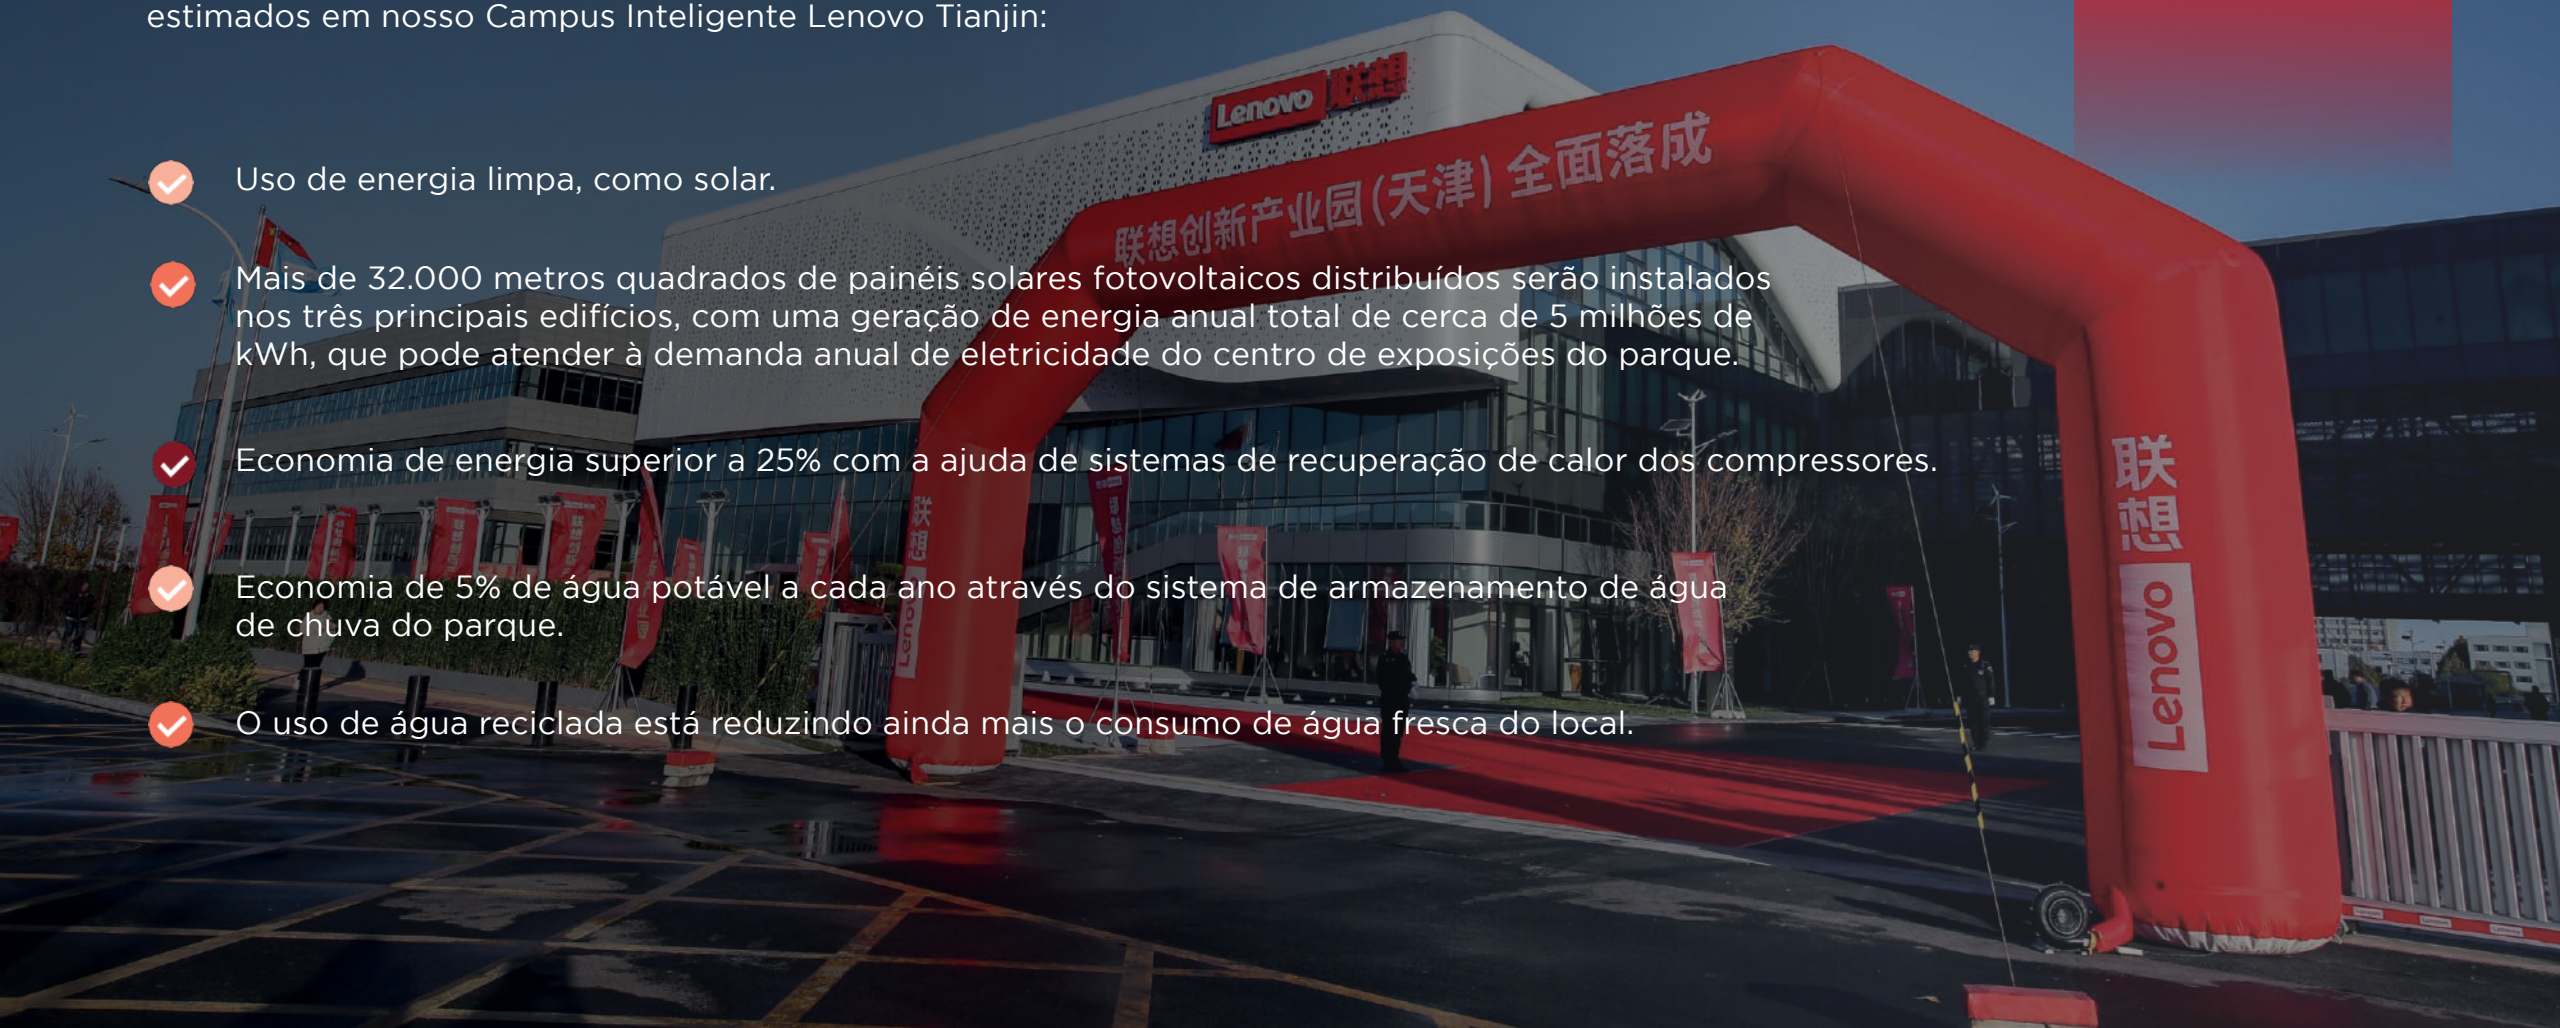 estimados em nosso Campus Inteligente Lenovo Tianjin:
Lenovo 联想
联想创新产业园(天津) 全面落成
Uso de energia limpa, como solar.
Mais de 32.000 metros quadrados de painéis solares fotovoltaicos distribuídos serão instalados
nos três principais edifícios, com uma geração de energia anual total de cerca de 5 milhões de
kWh, que pode atender à demanda anual de eletricidade do centro de exposições do parque.
Economia de energia superior a 25% com a ajuda de sistemas de recuperação de calor dos compressores.
Economia de 5% de água potável a cada ano através do sistema de armazenamento de água
de chuva do parque.
O uso de água reciclada está reduzindo ainda mais o consumo de água fresca do local.
联想
Lenovo
联想
Lenovo